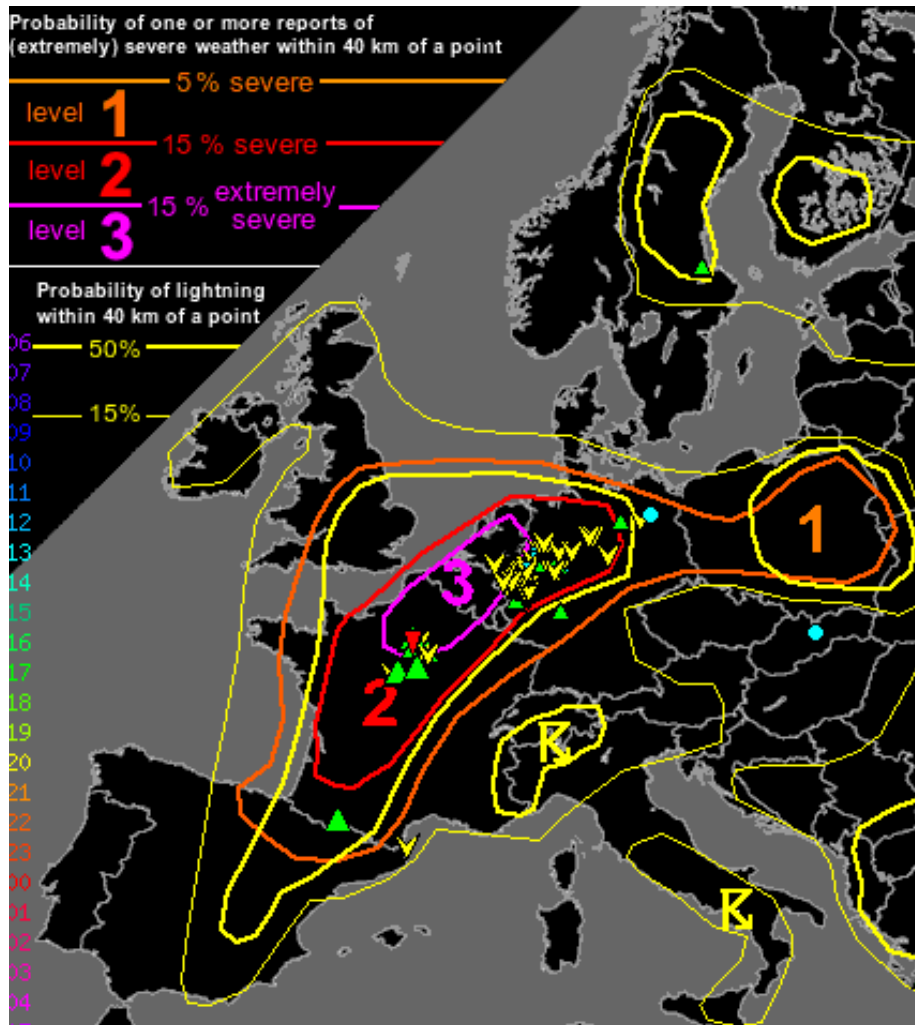 Probability of one or more reports of
(extremely) severe weather within 40 km of a point
5 % severe
level 1
15 % severe
level 2
15 % extremely severe
level 3
Probability of lightning
within 40 km of a point
50%
15%
06
07
08
09
10
11
12
13
14
15
16
17
18
19
20
21
22
23
00
01
02
03
04
1
3
2